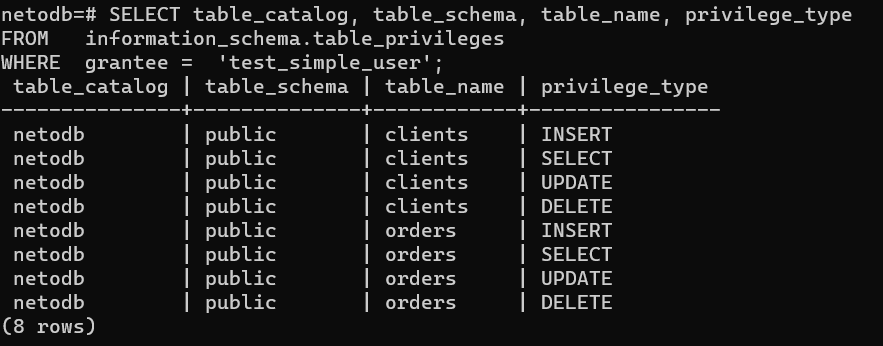 netodb=# SELECT table_catalog, table_schema, table_name, privilege_type
FROM   information_schema.table_privileges
WHERE  grantee =  'test_simple_user';
 table_catalog | table_schema | table_name | privilege_type
---------------+--------------+------------+----------------
 netodb        | public       | clients    | INSERT
 netodb        | public       | clients    | SELECT
 netodb        | public       | clients    | UPDATE
 netodb        | public       | clients    | DELETE
 netodb        | public       | orders     | INSERT
 netodb        | public       | orders     | SELECT
 netodb        | public       | orders     | UPDATE
 netodb        | public       | orders     | DELETE
(8 rows)